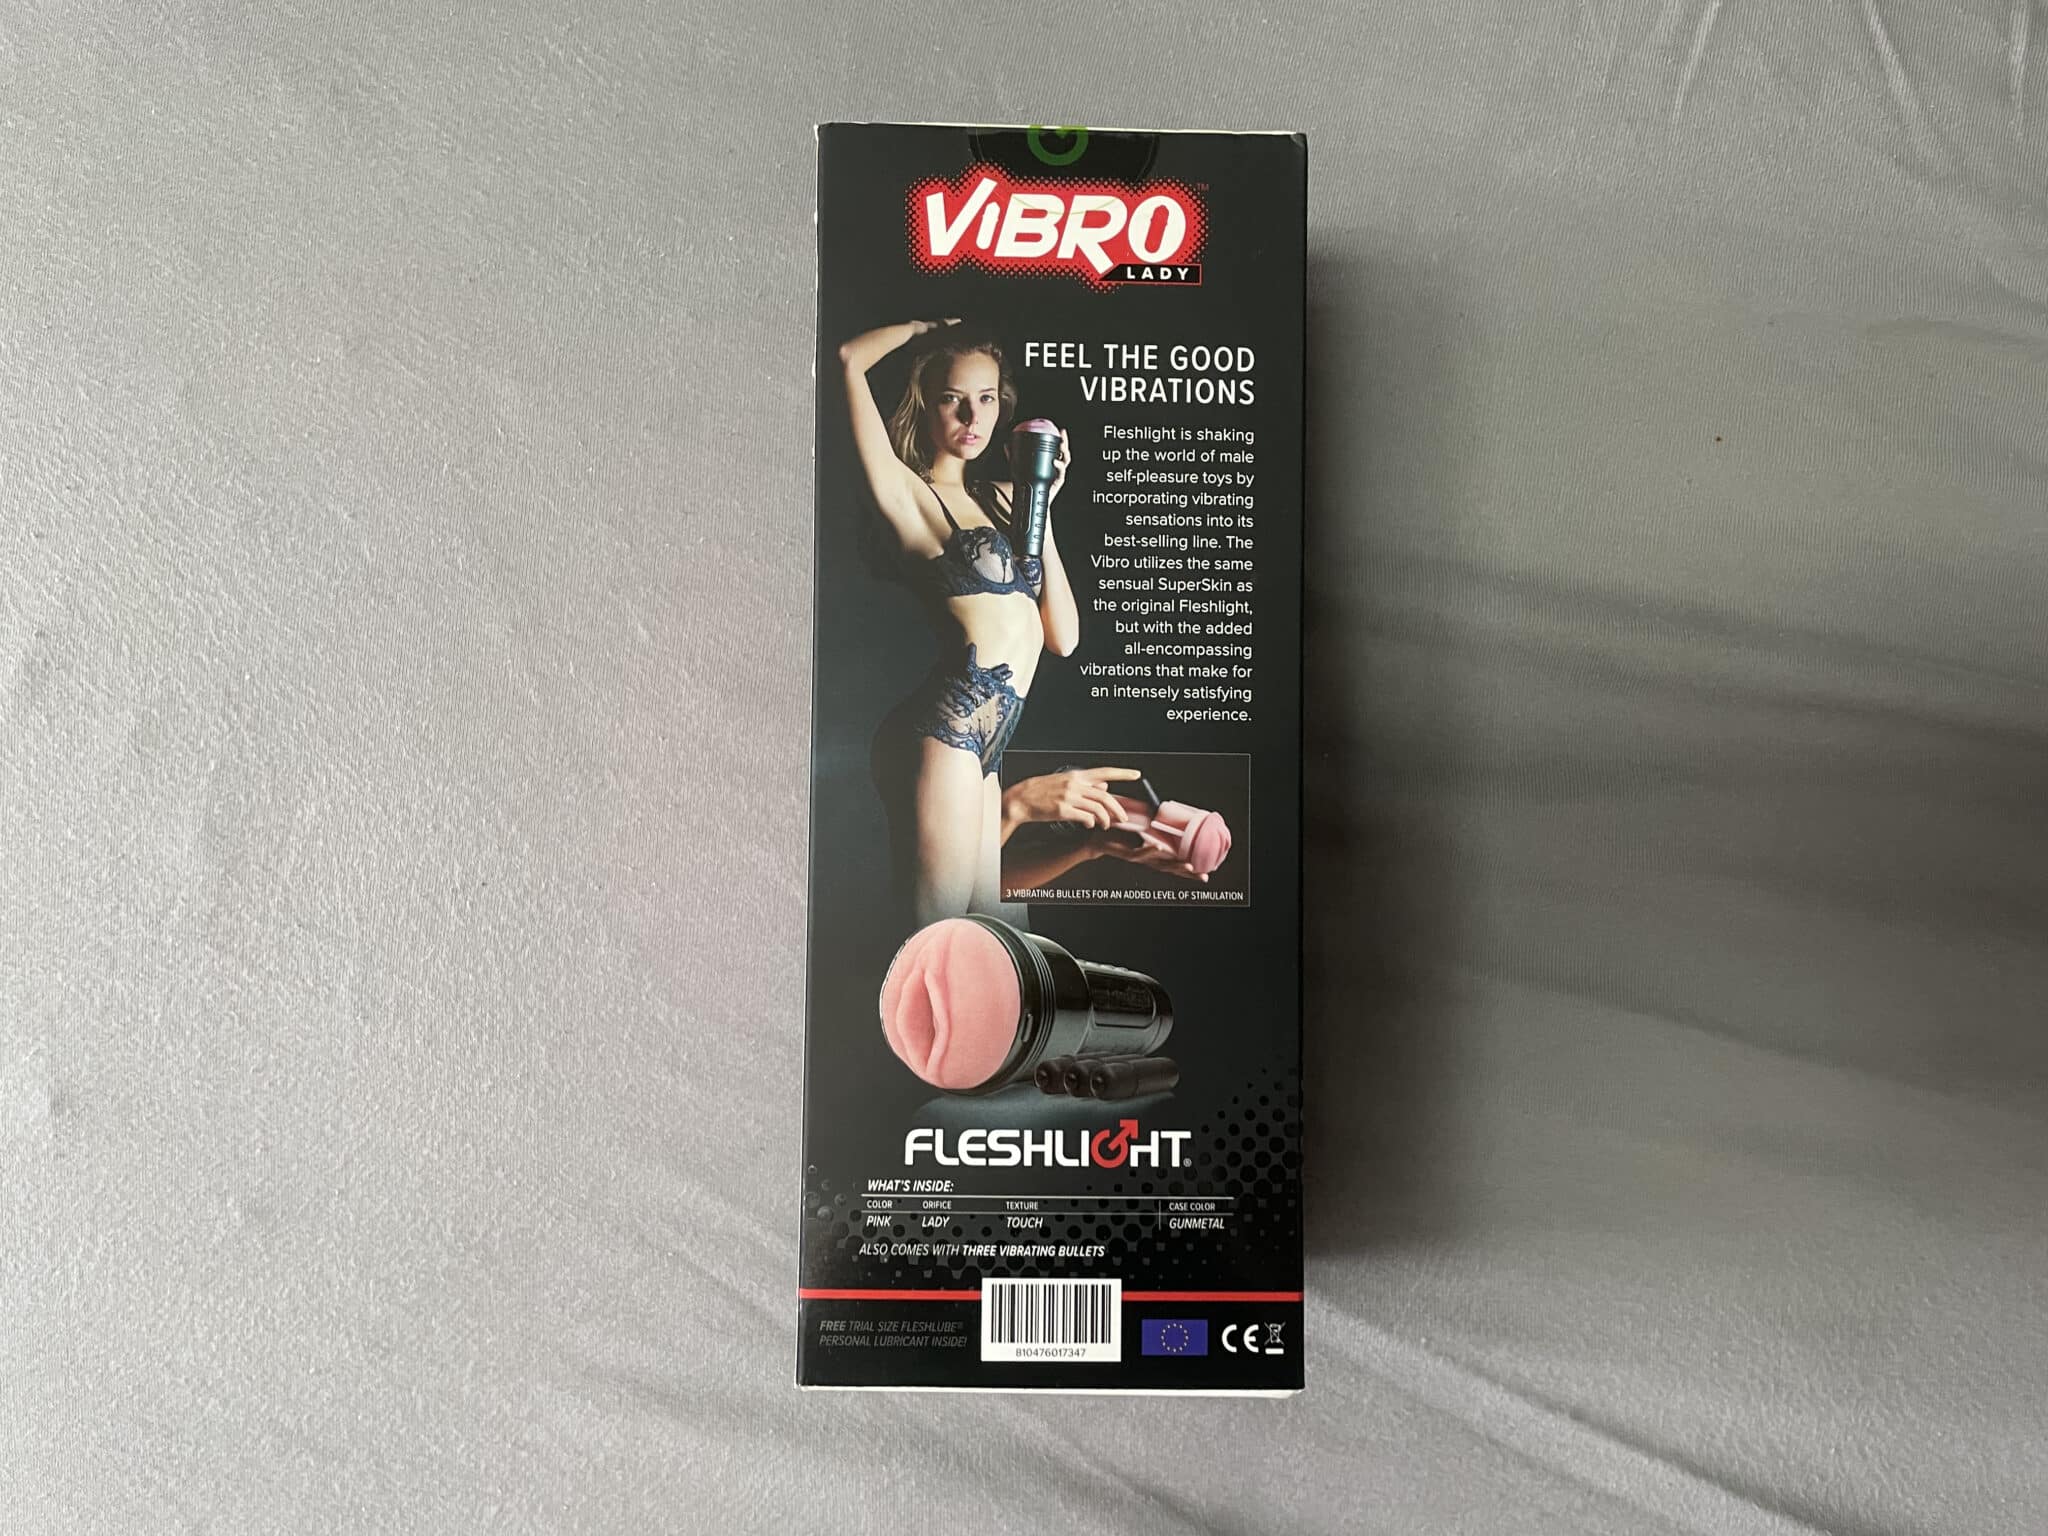 VIBRO™
LADY
FEEL THE GOOD
VIBRATIONS
Fleshlight is shaking
up the world of male
self-pleasure toys by
incorporating vibrating
sensations into its
best-selling line. The
Vibro utilizes the same
sensual SuperSkin as
the original Fleshlight,
but with the added
all-encompassing
vibrations that make for
an intensely satisfying
experience.
3 VIBRATING BULLETS FOR AN ADDED LEVEL OF STIMULATION
FLESHLIGHT®
WHAT'S INSIDE:
COLOR ORIFICE TEXTURE CASE COLOR
PINK LADY TOUCH GUNMETAL
ALSO COMES WITH THREE VIBRATING BULLETS
FREE TRIAL SIZE FLESHLUBE®
PERSONAL LUBRICANT INSIDE!
810476017347
CE